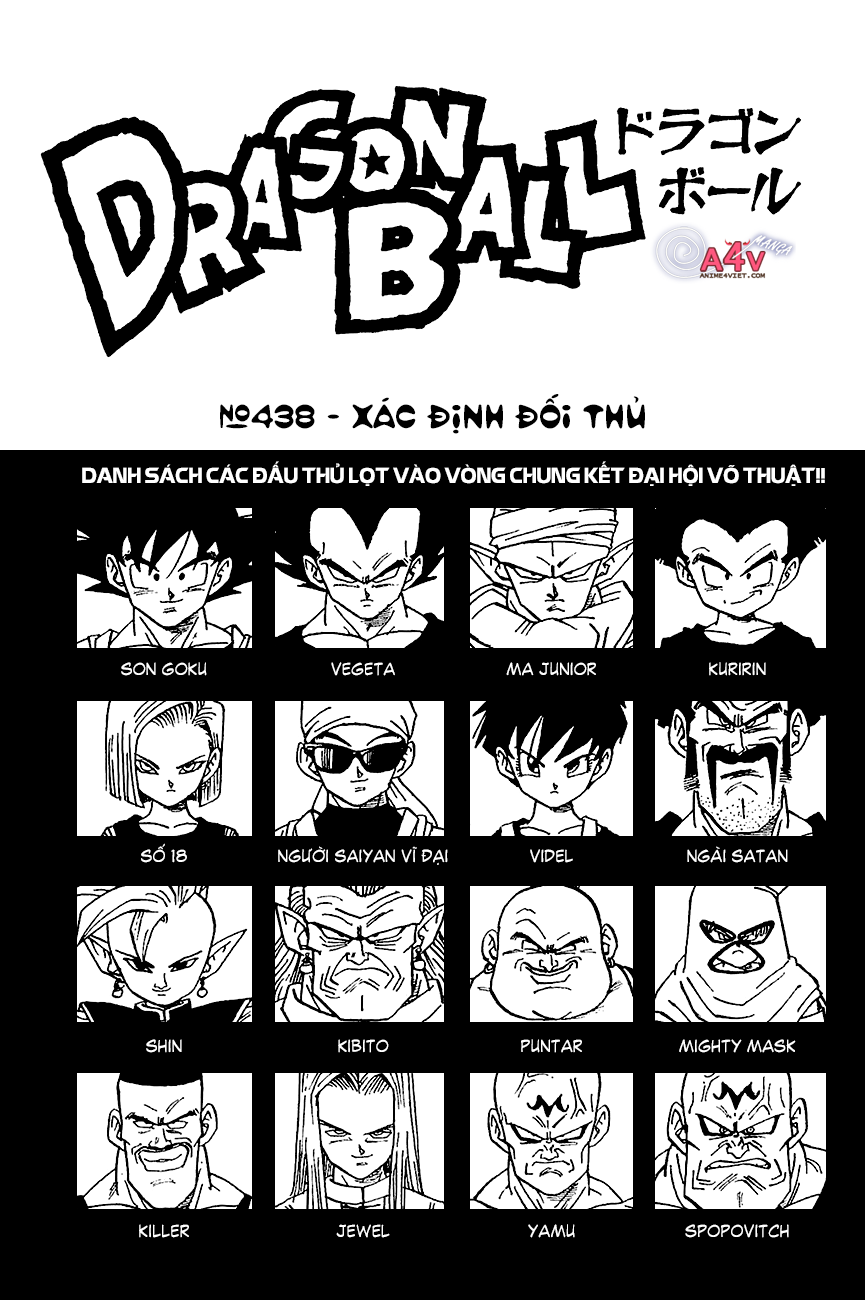 DRAGON BALL
ドラゴン
ボール
A4V MANGA
ANIME4VIET.COM
№438 - XÁC ĐỊNH ĐỐI THỦ
DANH SÁCH CÁC ĐẤU THỦ LỌT VÀO VÒNG CHUNG KẾT ĐẠI HỘI VÕ THUẬT!!
SON GOKU VEGETA MA JUNIOR KURIRIN
SỐ 18 NGƯỜI SAIYAN VĨ ĐẠI VIDEL NGÀI SATAN
SHIN KIBITO PUNTAR MIGHTY MASK
KILLER JEWEL YAMU SPOPOVITCH